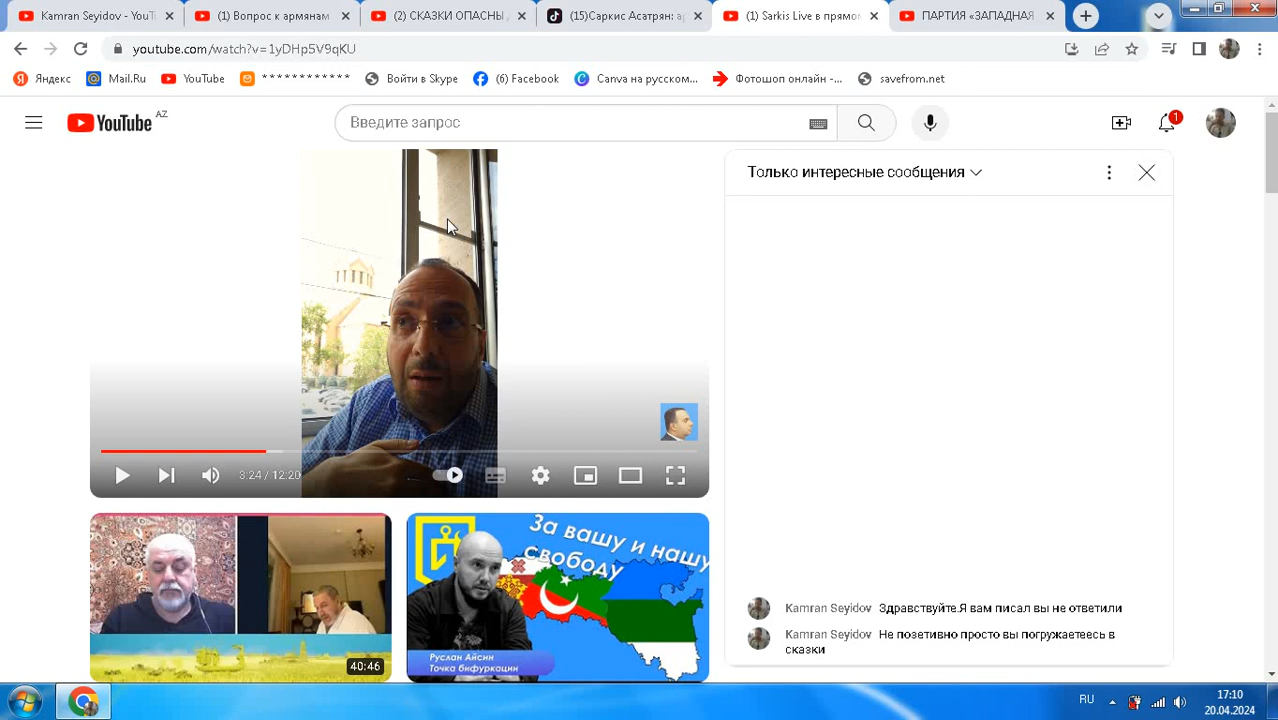 Kamran Seyidov - YouT
(1) Вопрос к армянам
(2) СКАЗКИ ОПАСНЫ
(15)Саркис Асатрян: а
(1) Sarkis Live в прямо
ПАРТИЯ «ЗАПАДНАЯ
youtube.com/watch?v=1yDHp5V9qKU
Яндекс
Mail.Ru
YouTube
************
Войти в Skype
(6) Facebook
Canva на русском...
Фотошоп онлайн -...
savefrom.net
YouTube AZ
Введите запрос
1
Только интересные сообщения
3:24 / 12:20
За вашу и нашу
свободу
Руслан Айсин
Точка бифуркации
40:46
Kamran Seyidov Здравствуйте.Я вам писал вы не ответили
Kamran Seyidov Не позетивно просто вы погружаетеесь в
сказки
RU
17:10
20.04.2024